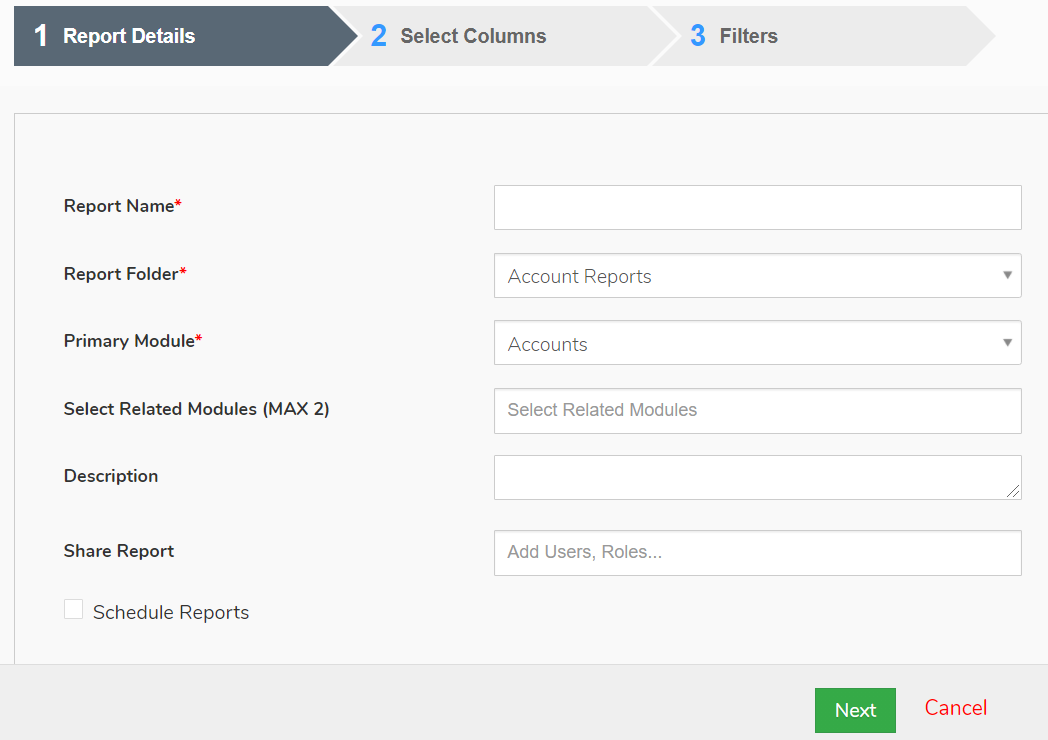 1 Report Details 2 Select Columns 3 Filters
Report Name*
Report Folder* Account Reports
Primary Module* Accounts
Select Related Modules (MAX 2) Select Related Modules
Description
Share Report Add Users, Roles...
Schedule Reports
Next Cancel